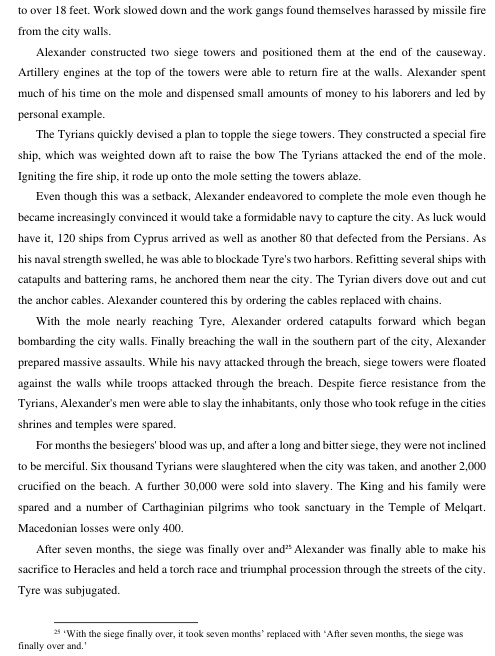 to over 18 feet. Work slowed down and the work gangs found themselves harassed by missile fire
from the city walls.
Alexander constructed two siege towers and positioned them at the end of the causeway.
Artillery engines at the top of the towers were able to return fire at the walls. Alexander spent
much of his time on the mole and dispensed small amounts of money to his laborers and led by
personal example.
The Tyrians quickly devised a plan to topple the siege towers. They constructed a special fire
ship, which was weighted down aft to raise the bow The Tyrians attacked the end of the mole.
Igniting the fire ship, it rode up onto the mole setting the towers ablaze.
Even though this was a setback, Alexander endeavored to complete the mole even though he
became increasingly convinced it would take a formidable navy to capture the city. As luck would
have it, 120 ships from Cyprus arrived as well as another 80 that defected from the Persians. As
his naval strength swelled, he was able to blockade Tyre's two harbors. Refitting several ships with
catapults and battering rams, he anchored them near the city. The Tyrian divers dove out and cut
the anchor cables. Alexander countered this by ordering the cables replaced with chains.
With the mole nearly reaching Tyre, Alexander ordered catapults forward which began
bombarding the city walls. Finally breaching the wall in the southern part of the city, Alexander
prepared massive assaults. While his navy attacked through the breach, siege towers were floated
against the walls while troops attacked through the breach. Despite fierce resistance from the
Tyrians, Alexander's men were able to slay the inhabitants, only those who took refuge in the cities
shrines and temples were spared.
For months the besiegers' blood was up, and after a long and bitter siege, they were not inclined
to be merciful. Six thousand Tyrians were slaughtered when the city was taken, and another 2,000
crucified on the beach. A further 30,000 were sold into slavery. The King and his family were
spared and a number of Carthaginian pilgrims who took sanctuary in the Temple of Melqart.
Macedonian losses were only 400.
After seven months, the siege was finally over and²⁵ Alexander was finally able to make his
sacrifice to Heracles and held a torch race and triumphal procession through the streets of the city.
Tyre was subjugated.
²⁵ ‘With the siege finally over, it took seven months’ replaced with ‘After seven months, the siege was
finally over and.’